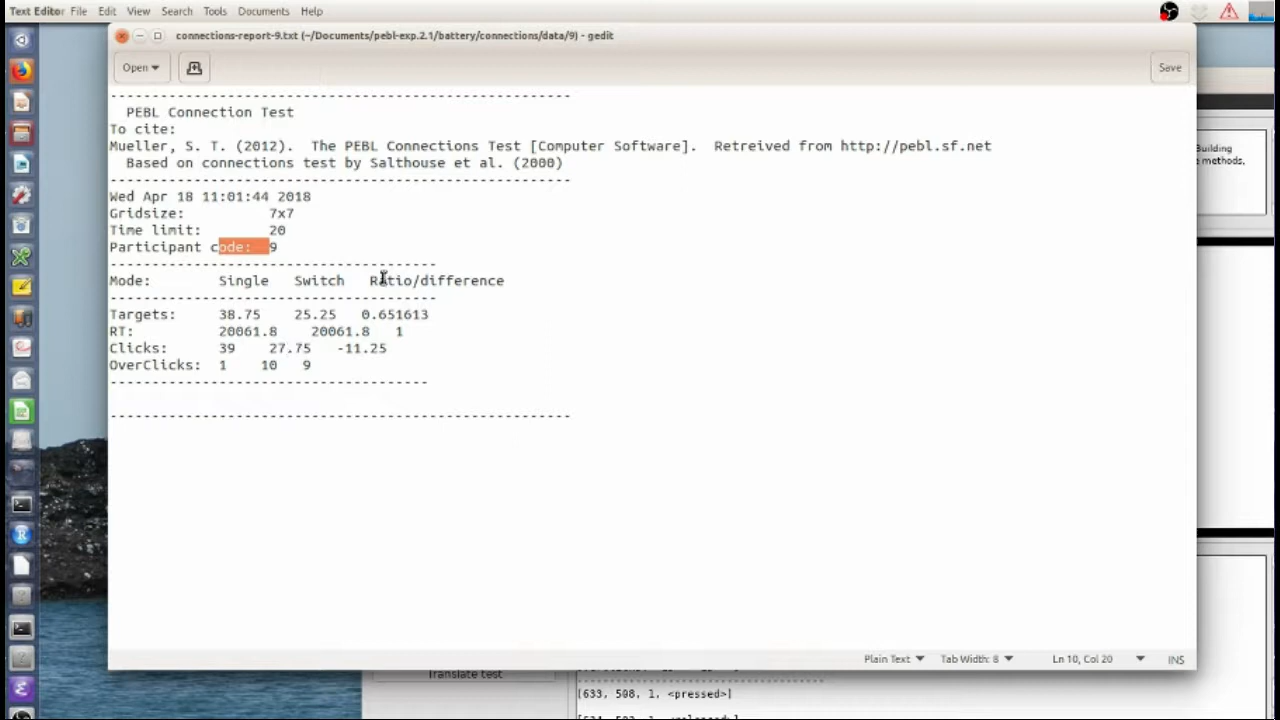 Text Editor File Edit View Search Tools Documents Help
connections-report-9.txt (~/Documents/pebl-exp.2.1/battery/connections/data/9) - gedit
Open
Save
-------------------------------------------------------
PEBL Connection Test
To cite:
Mueller, S. T. (2012).  The PEBL Connections Test [Computer Software].  Retreived from http://pebl.sf.net
Based on connections test by Salthouse et al. (2000)
-------------------------------------------------------
Wed Apr 18 11:01:44 2018
Gridsize: 7x7
Time limit: 20
Participant code: 9
---------------------------------------
Mode: Single Switch Ratio/difference
---------------------------------------
Targets: 38.75 25.25 0.651613
RT: 20061.8 20061.8 1
Clicks: 39 27.75 -11.25
OverClicks: 1 10 9
--------------------------------------
-------------------------------------------------------
Building
e methods,
Plain Text Tab Width: 8 Ln 10, Col 20 INS
Translate test
[633, 508, 1, <pressed>]